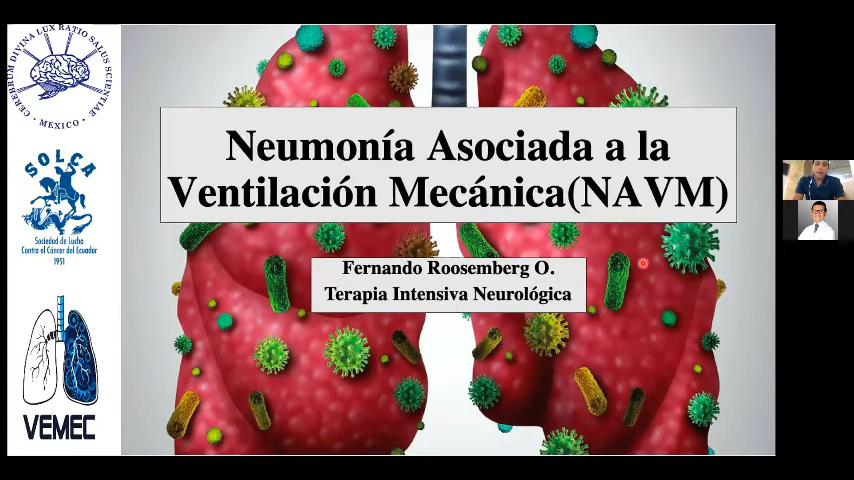 CEREBRUM DIVINA LUX RATIO SALUS SCIENTIAE
• MEXICO •
SOLCA
Sociedad de Lucha
Contra el Cáncer del Ecuador
1951
VEMEC
Neumonía Asociada a la
Ventilación Mecánica(NAVM)
Fernando Roosemberg O.
Terapia Intensiva Neurológica